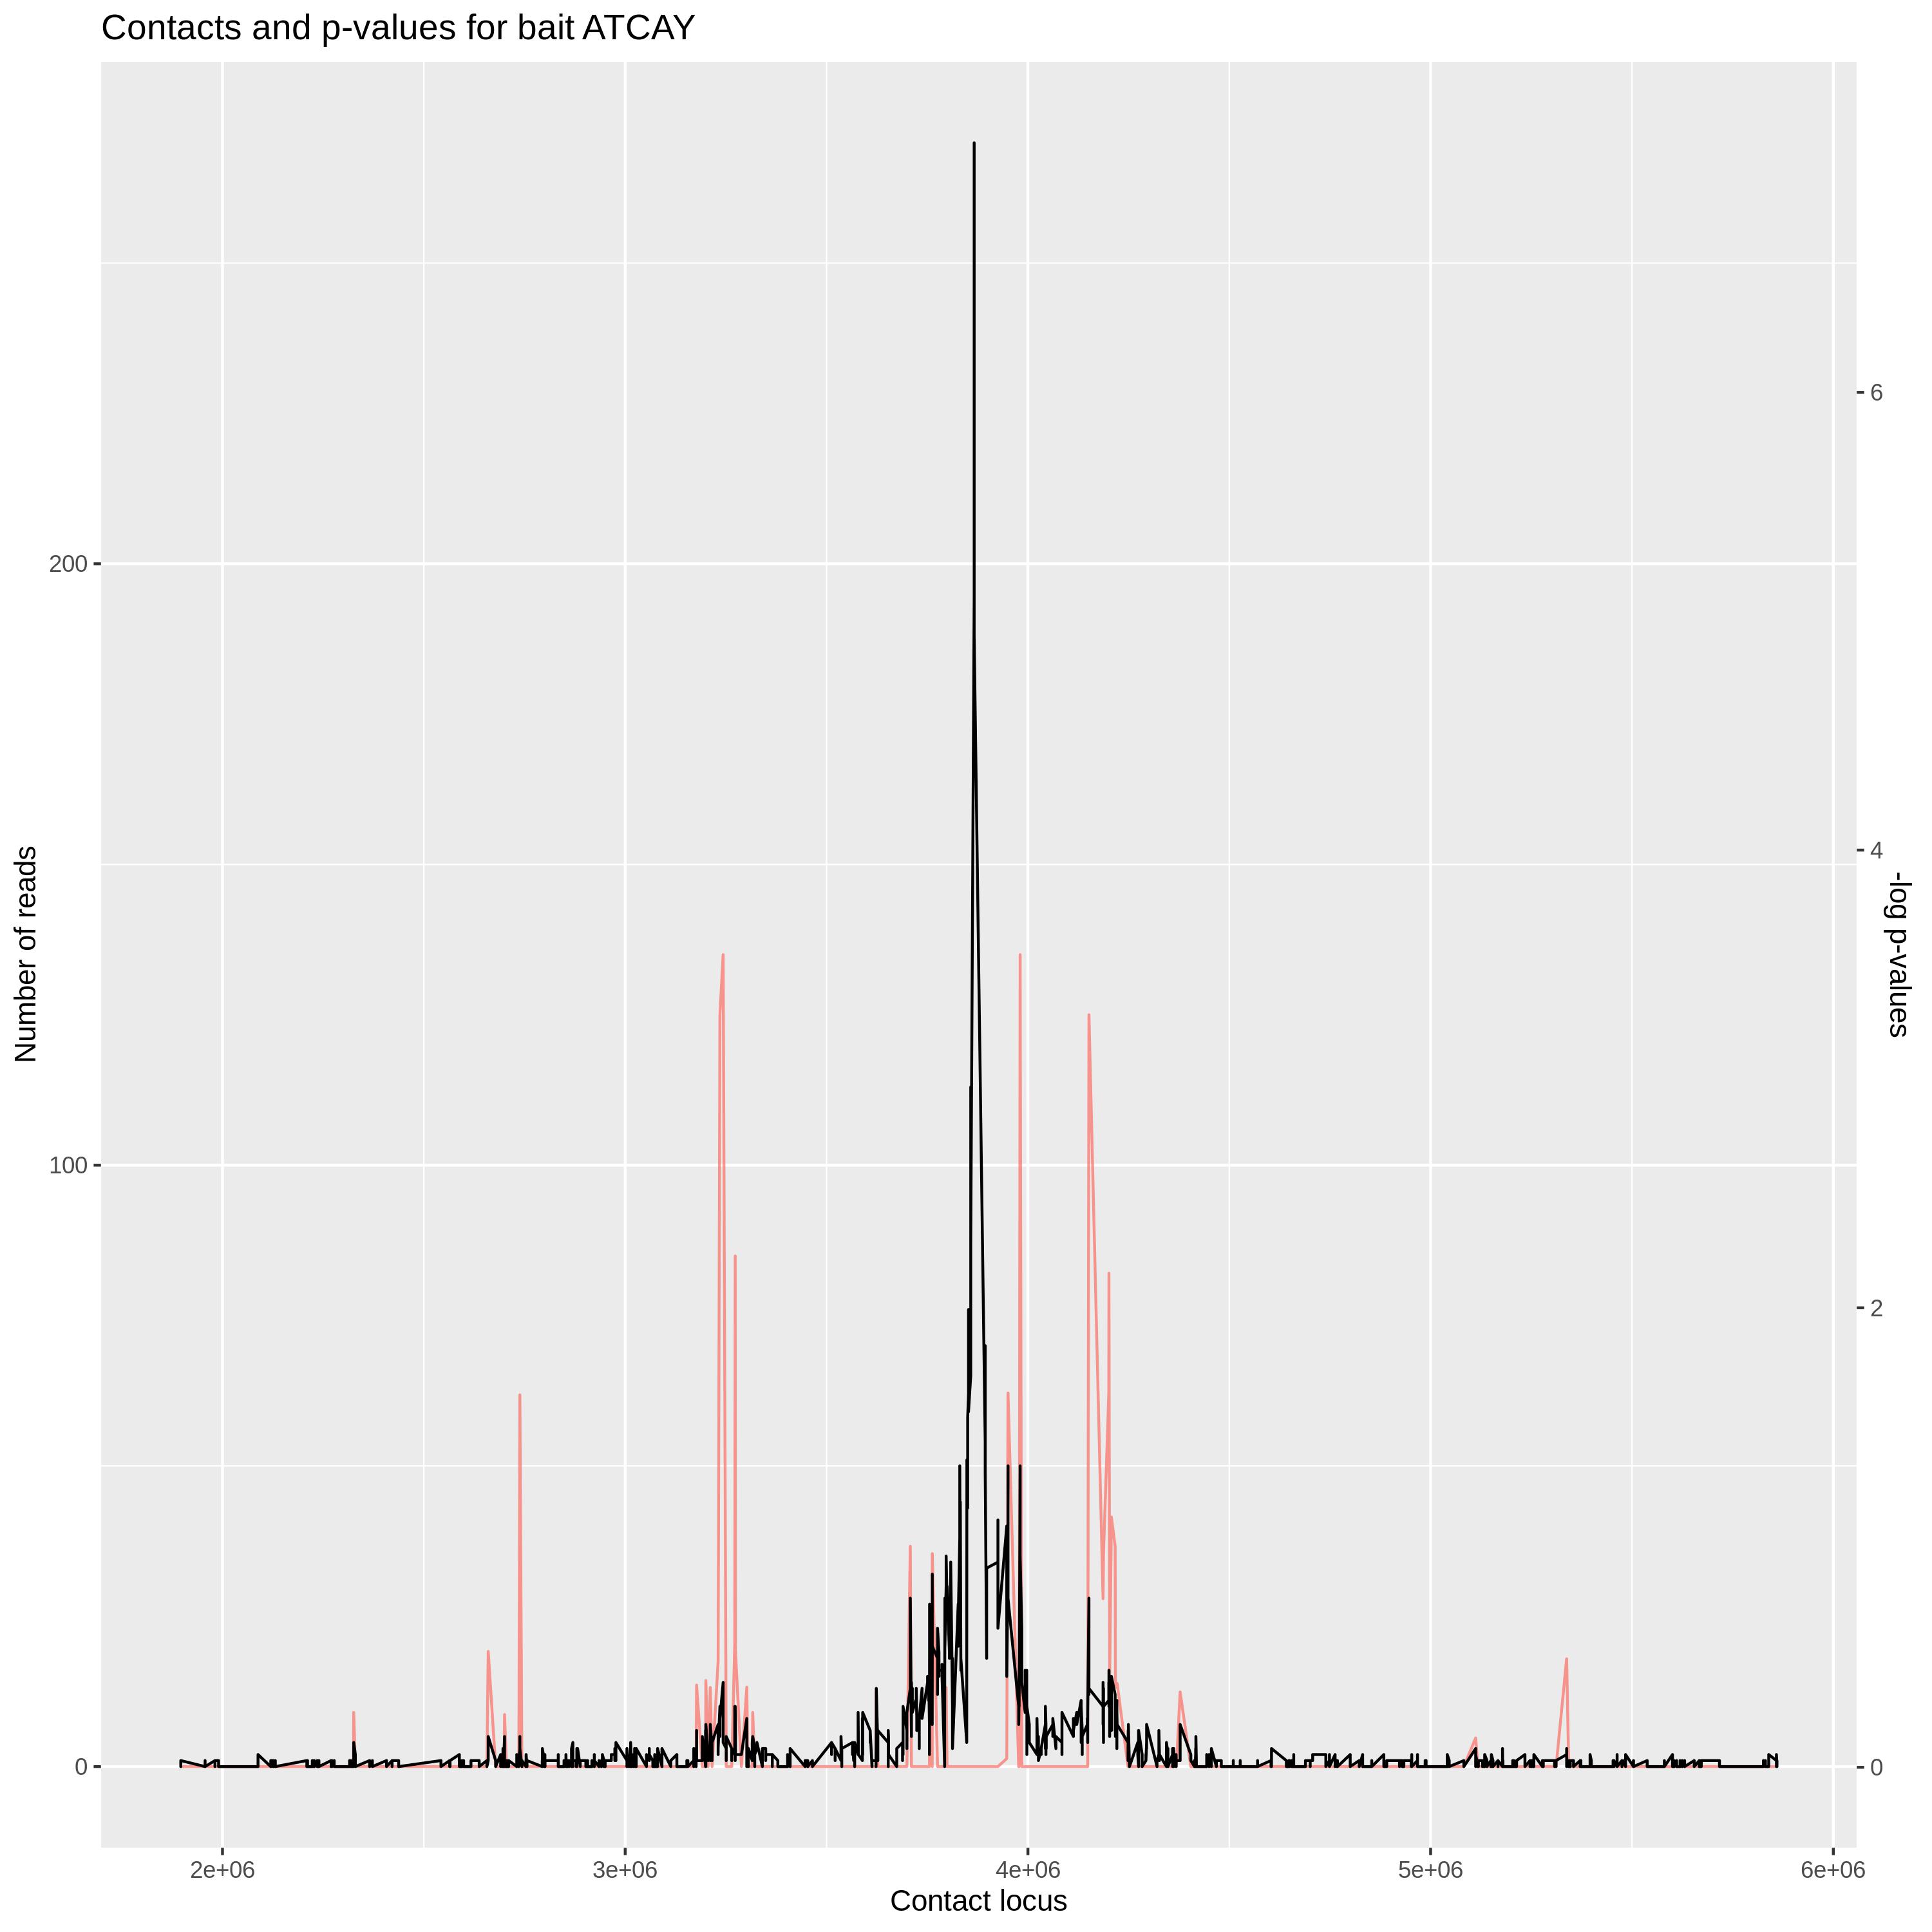 Contacts and p-values for bait ATCAY
Number of reads
200
100
0
6
4
2
0
-log p-values
2e+06
3e+06
4e+06
5e+06
6e+06
Contact locus